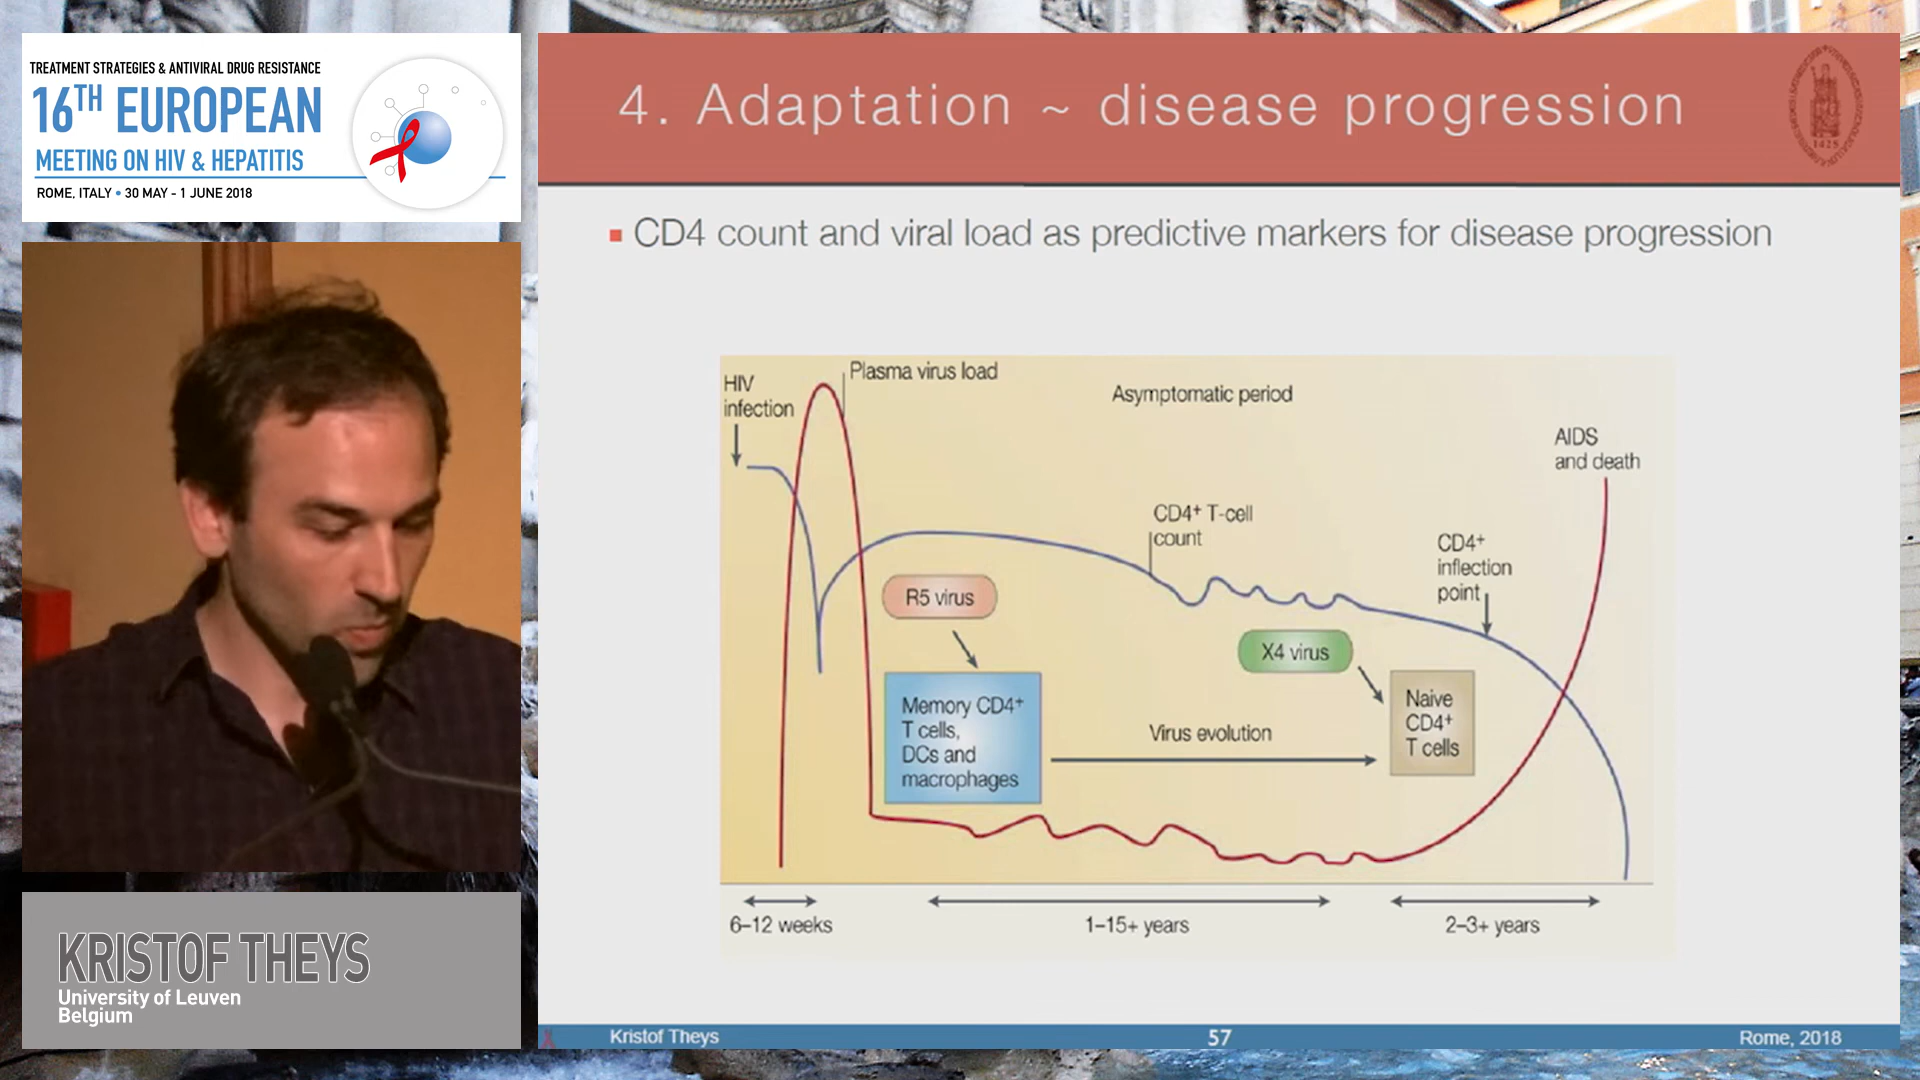 TREATMENT STRATEGIES & ANTIVIRAL DRUG RESISTANCE
16TH EUROPEAN
MEETING ON HIV & HEPATITIS
ROME, ITALY • 30 MAY - 1 JUNE 2018
KRISTOF THEYS
University of Leuven
Belgium
4. Adaptation ~ disease progression
1425
CD4 count and viral load as predictive markers for disease progression
HIV
infection
Plasma virus load
Asymptomatic period
AIDS
and death
CD4+ T-cell
count
CD4+
inflection
point
R5 virus
X4 virus
Memory CD4+
T cells,
DCs and
macrophages
Virus evolution
Naive
CD4+
T cells
6–12 weeks
1–15+ years
2–3+ years
Kristof Theys
57
Rome, 2018